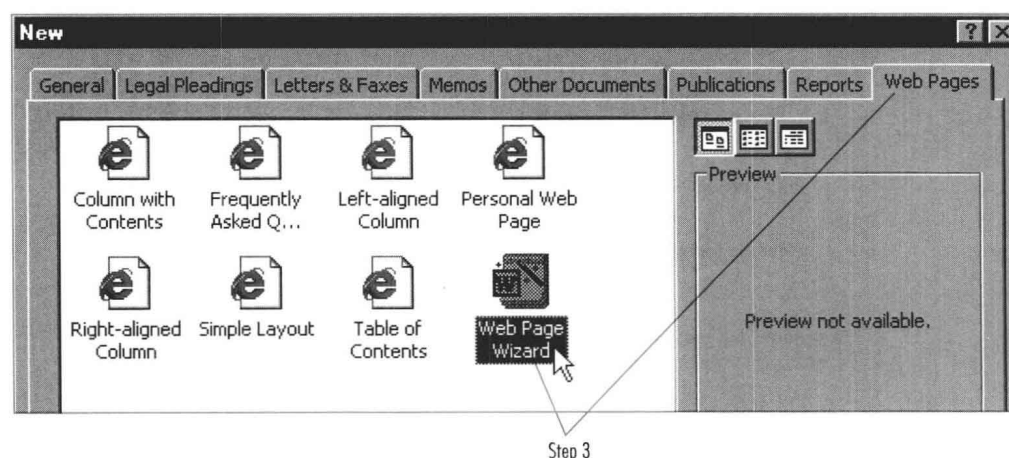 New
General Legal Pleadings Letters & Faxes Memos Other Documents Publications Reports Web Pages
Column with Contents
Frequently Asked Q...
Left-aligned Column
Personal Web Page
Right-aligned Column
Simple Layout
Table of Contents
Web Page Wizard
Preview
Preview not available.
Step 3